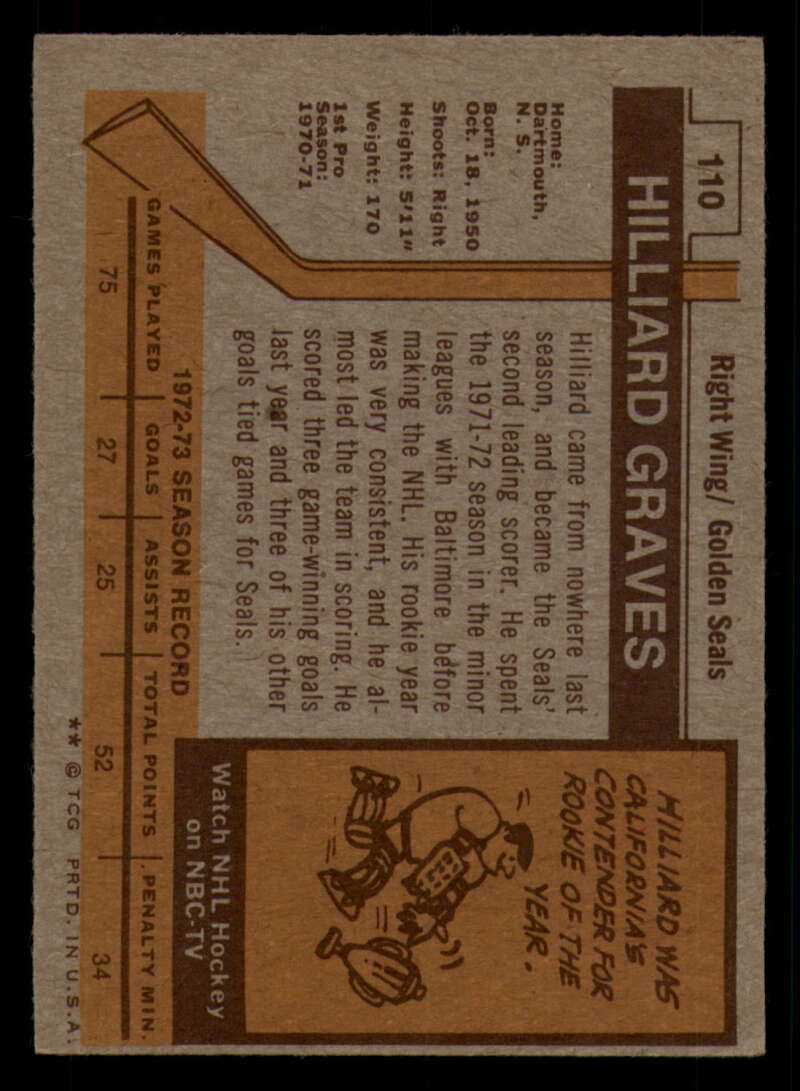 110
Right Wing/ Golden Seals
HILLIARD GRAVES
Home:
Dartmouth,
N. S.
Born:
Oct. 18, 1950
Shoots: Right
Height: 5'11"
Weight: 170
1st Pro
Season:
1970-71
Hilliard came from nowhere last
season, and became the Seals'
second leading scorer. He spent
the 1971-72 season in the minor
leagues with Baltimore before
making the NHL. His rookie year
was very consistent, and he al-
most led the team in scoring. He
scored three game-winning goals
last year and three of his other
goals tied games for Seals.
HILLIARD WAS
CALIFORNIA'S
CONTENDER FOR
ROOKIE OF THE
YEAR.
Watch NHL Hockey
on NBC-TV
1972-73 SEASON RECORD
GAMES PLAYED GOALS ASSISTS TOTAL POINTS PENALTY MIN.
75 27 25 52 34
** © TCG PRTD. IN U.S.A.